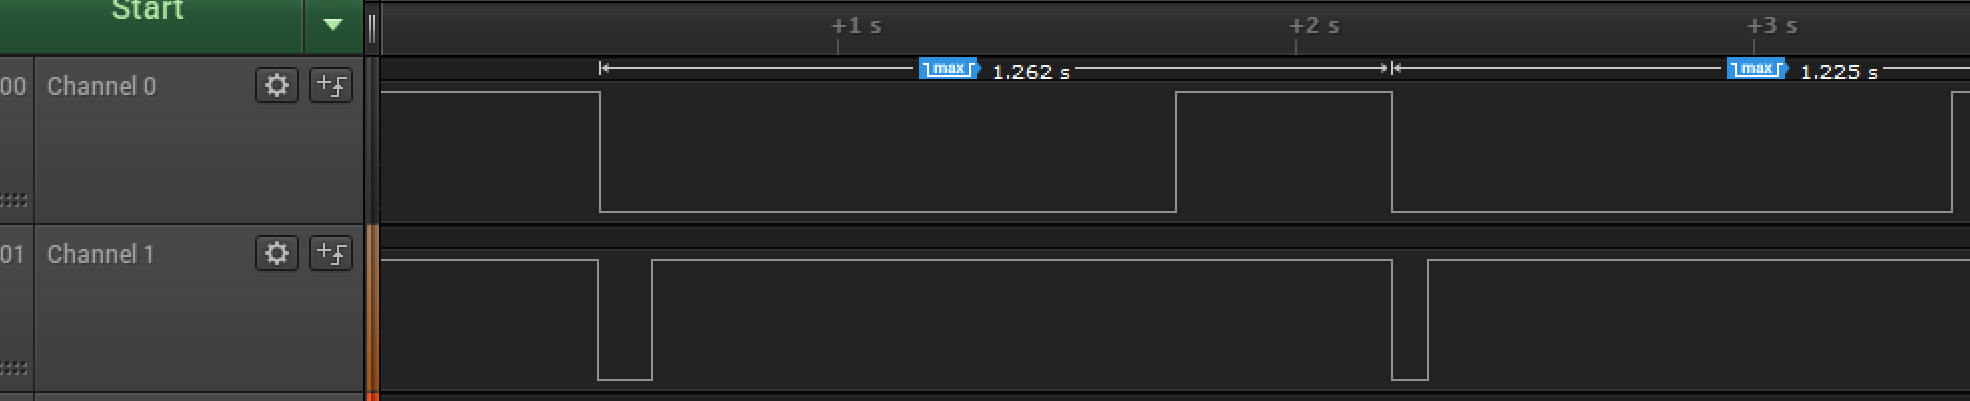 Start
+1 s +2 s +3 s
max 1.262 s max 1.225 s
00 Channel 0
01 Channel 1